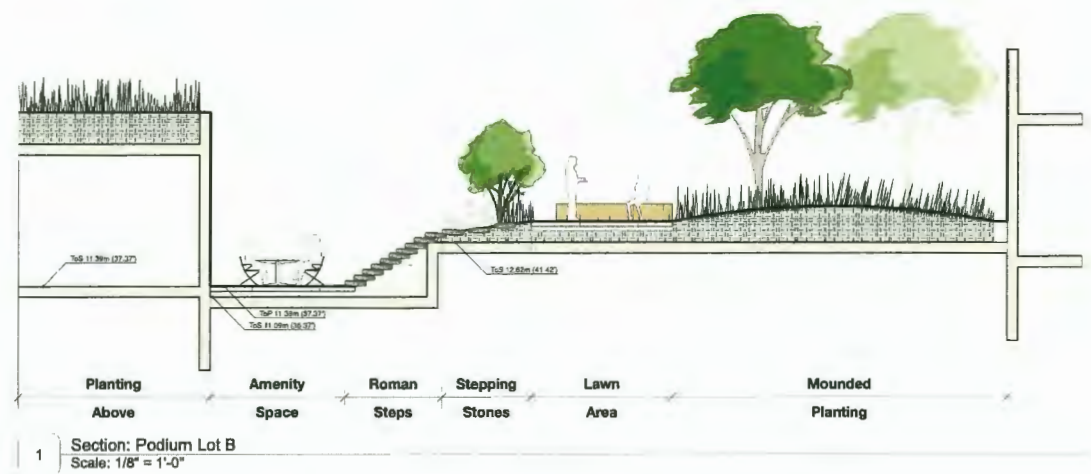 ToS 11.39m (37.37')
ToS 12.62m (41.42')
ToP 11.39m (37.37')
ToS 11.09m (36.37')
Planting Amenity Roman Stepping Lawn Mounded
Above Space Steps Stones Area Planting
1 Section: Podium Lot B
Scale: 1/8" = 1'-0"